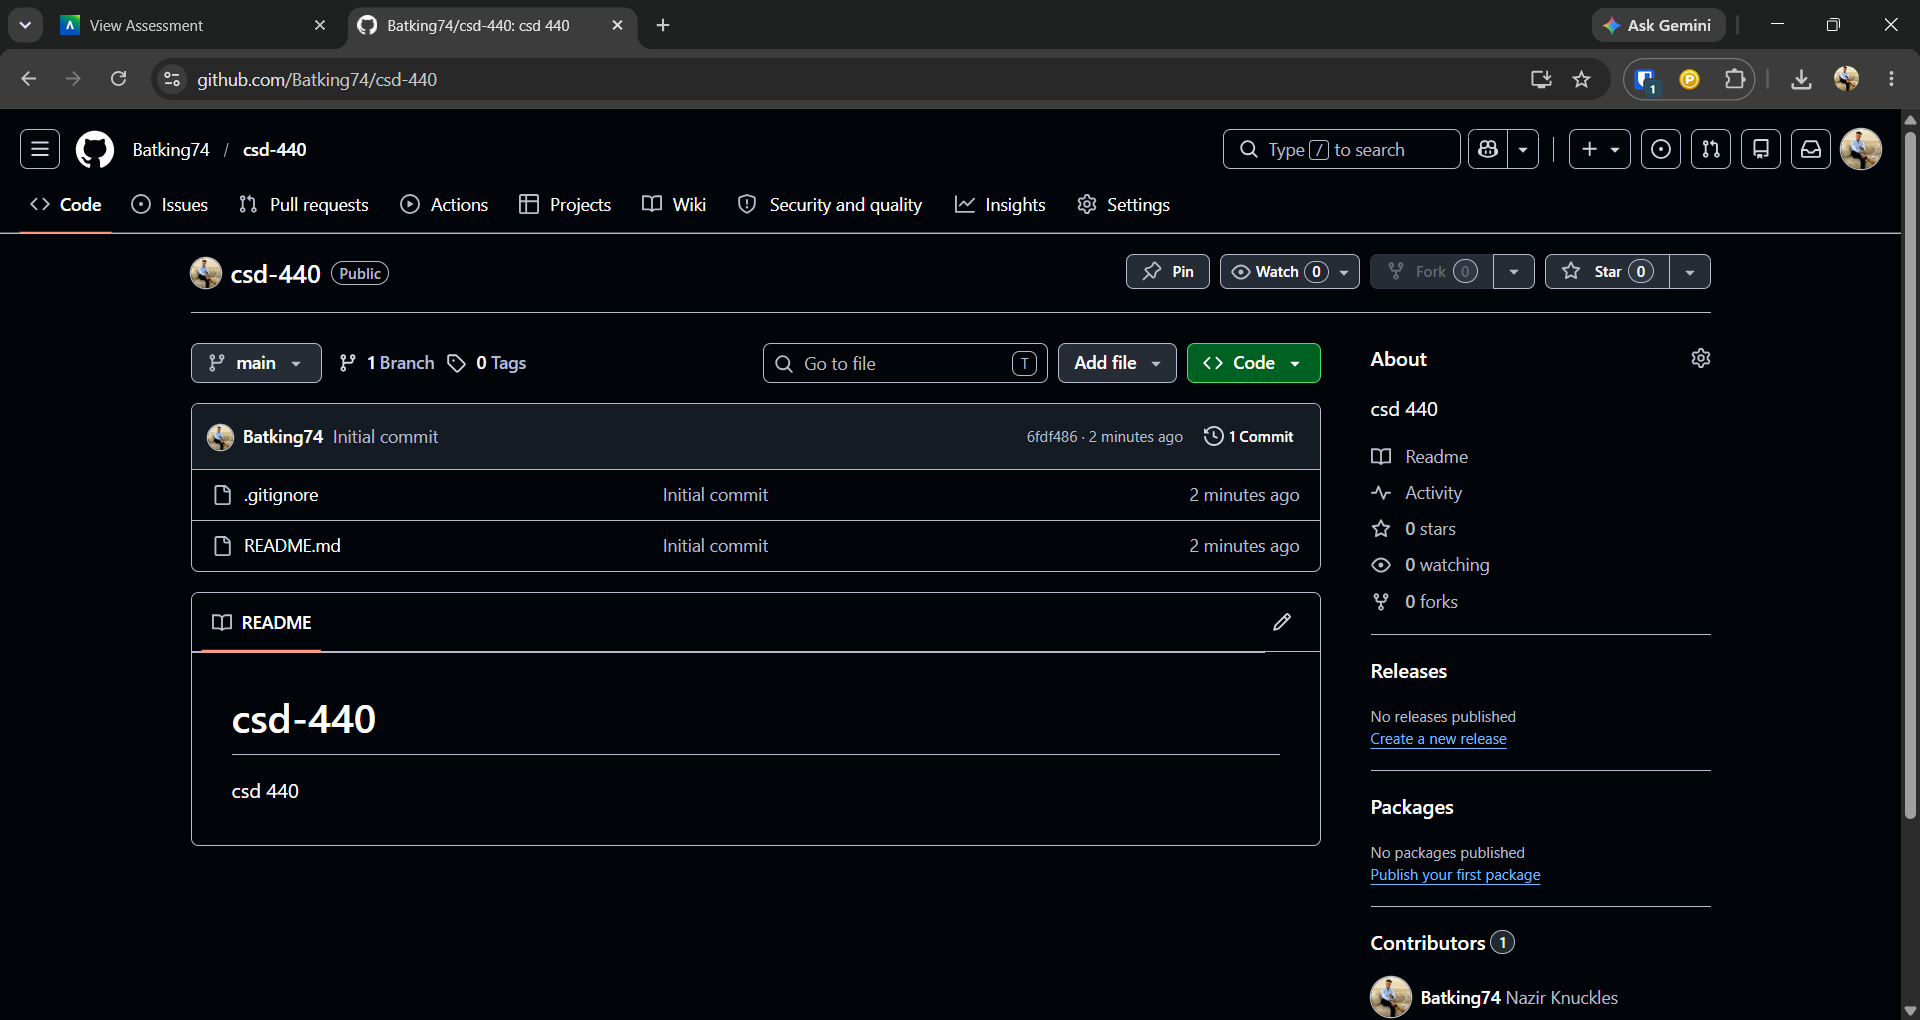 View Assessment
Batking74/csd-440: csd 440
Ask Gemini
github.com/Batking74/csd-440
1
P
Batking74 / csd-440
Type / to search
Code
Issues
Pull requests
Actions
Projects
Wiki
Security and quality
Insights
Settings
csd-440 Public
Pin
Watch 0
Fork 0
Star 0
main
1 Branch
0 Tags
Go to file T
Add file
Code
Batking74 Initial commit
6fdf486 · 2 minutes ago
1 Commit
.gitignore Initial commit 2 minutes ago
README.md Initial commit 2 minutes ago
README
csd-440
csd 440
About
csd 440
Readme
Activity
0 stars
0 watching
0 forks
Releases
No releases published
Create a new release
Packages
No packages published
Publish your first package
Contributors 1
Batking74 Nazir Knuckles